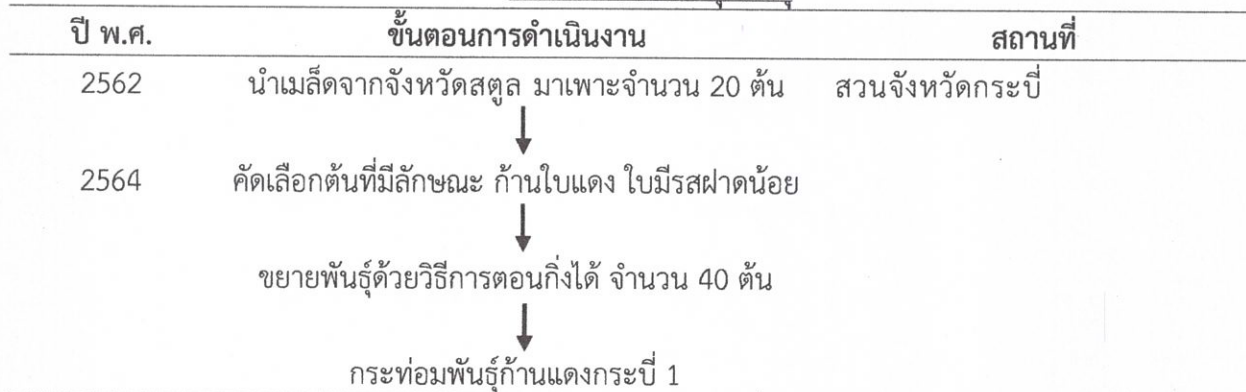 ปี พ.ศ. ขั้นตอนการดำเนินงาน สถานที่
2562 นำเมล็ดจากจังหวัดสตูล มาเพาะจำนวน 20 ต้น สวนจังหวัดกระบี่
2564 คัดเลือกต้นที่มีลักษณะ ก้านใบแดง ใบมีรสฝาดน้อย
ขยายพันธุ์ด้วยวิธีการตอนกิ่งได้ จำนวน 40 ต้น
กระท่อมพันธุ์ก้านแดงกระบี่ 1